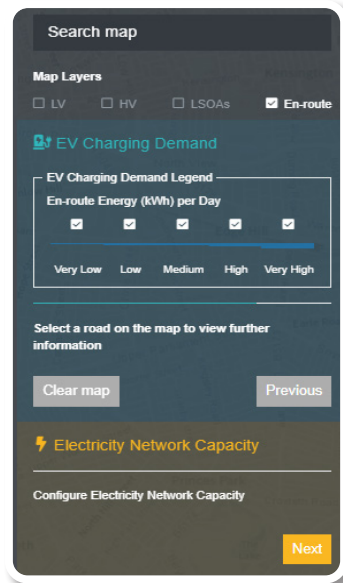 Search map
Map Layers
LV HV LSOAs En-route
EV Charging Demand
EV Charging Demand Legend
En-route Energy (kWh) per Day
Very Low Low Medium High Very High
Select a road on the map to view further
information
Clear map Previous
Electricity Network Capacity
Configure Electricity Network Capacity
Next